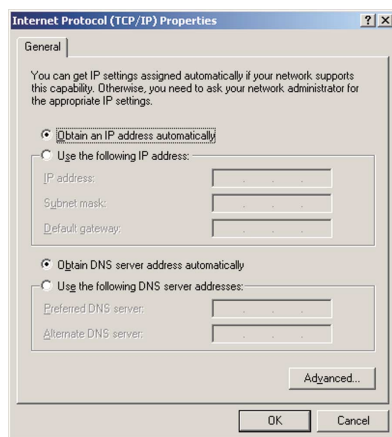 Internet Protocol (TCP/IP) Properties
General
You can get IP settings assigned automatically if your network supports
this capability. Otherwise, you need to ask your network administrator for
the appropriate IP settings.
Obtain an IP address automatically
Use the following IP address:
IP address:
Subnet mask:
Default gateway:
Obtain DNS server address automatically
Use the following DNS server addresses:
Preferred DNS server:
Alternate DNS server:
Advanced...
OK Cancel